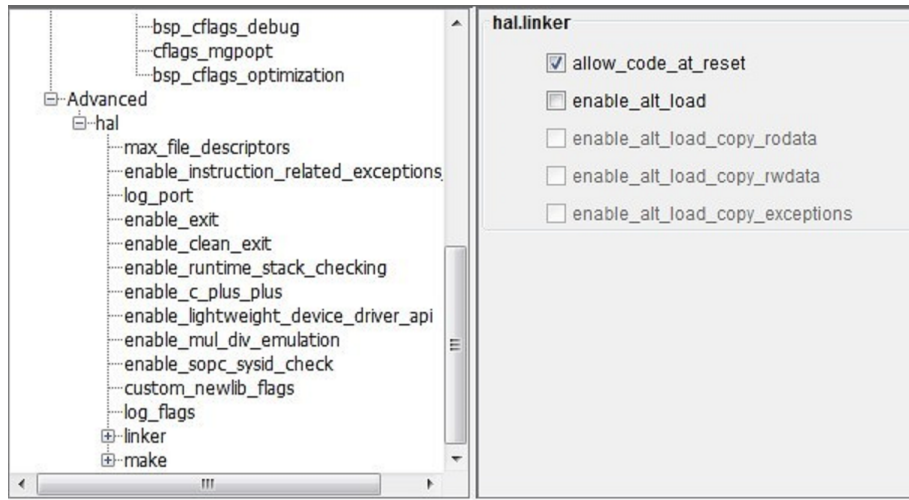 bsp_cflags_debug
cflags_mgpopt
bsp_cflags_optimization
Advanced
hal
max_file_descriptors
enable_instruction_related_exceptions_
log_port
enable_exit
enable_clean_exit
enable_runtime_stack_checking
enable_c_plus_plus
enable_lightweight_device_driver_api
enable_mul_div_emulation
enable_sopc_sysid_check
custom_newlib_flags
log_flags
linker
make
hal.linker
allow_code_at_reset
enable_alt_load
enable_alt_load_copy_rodata
enable_alt_load_copy_rwdata
enable_alt_load_copy_exceptions